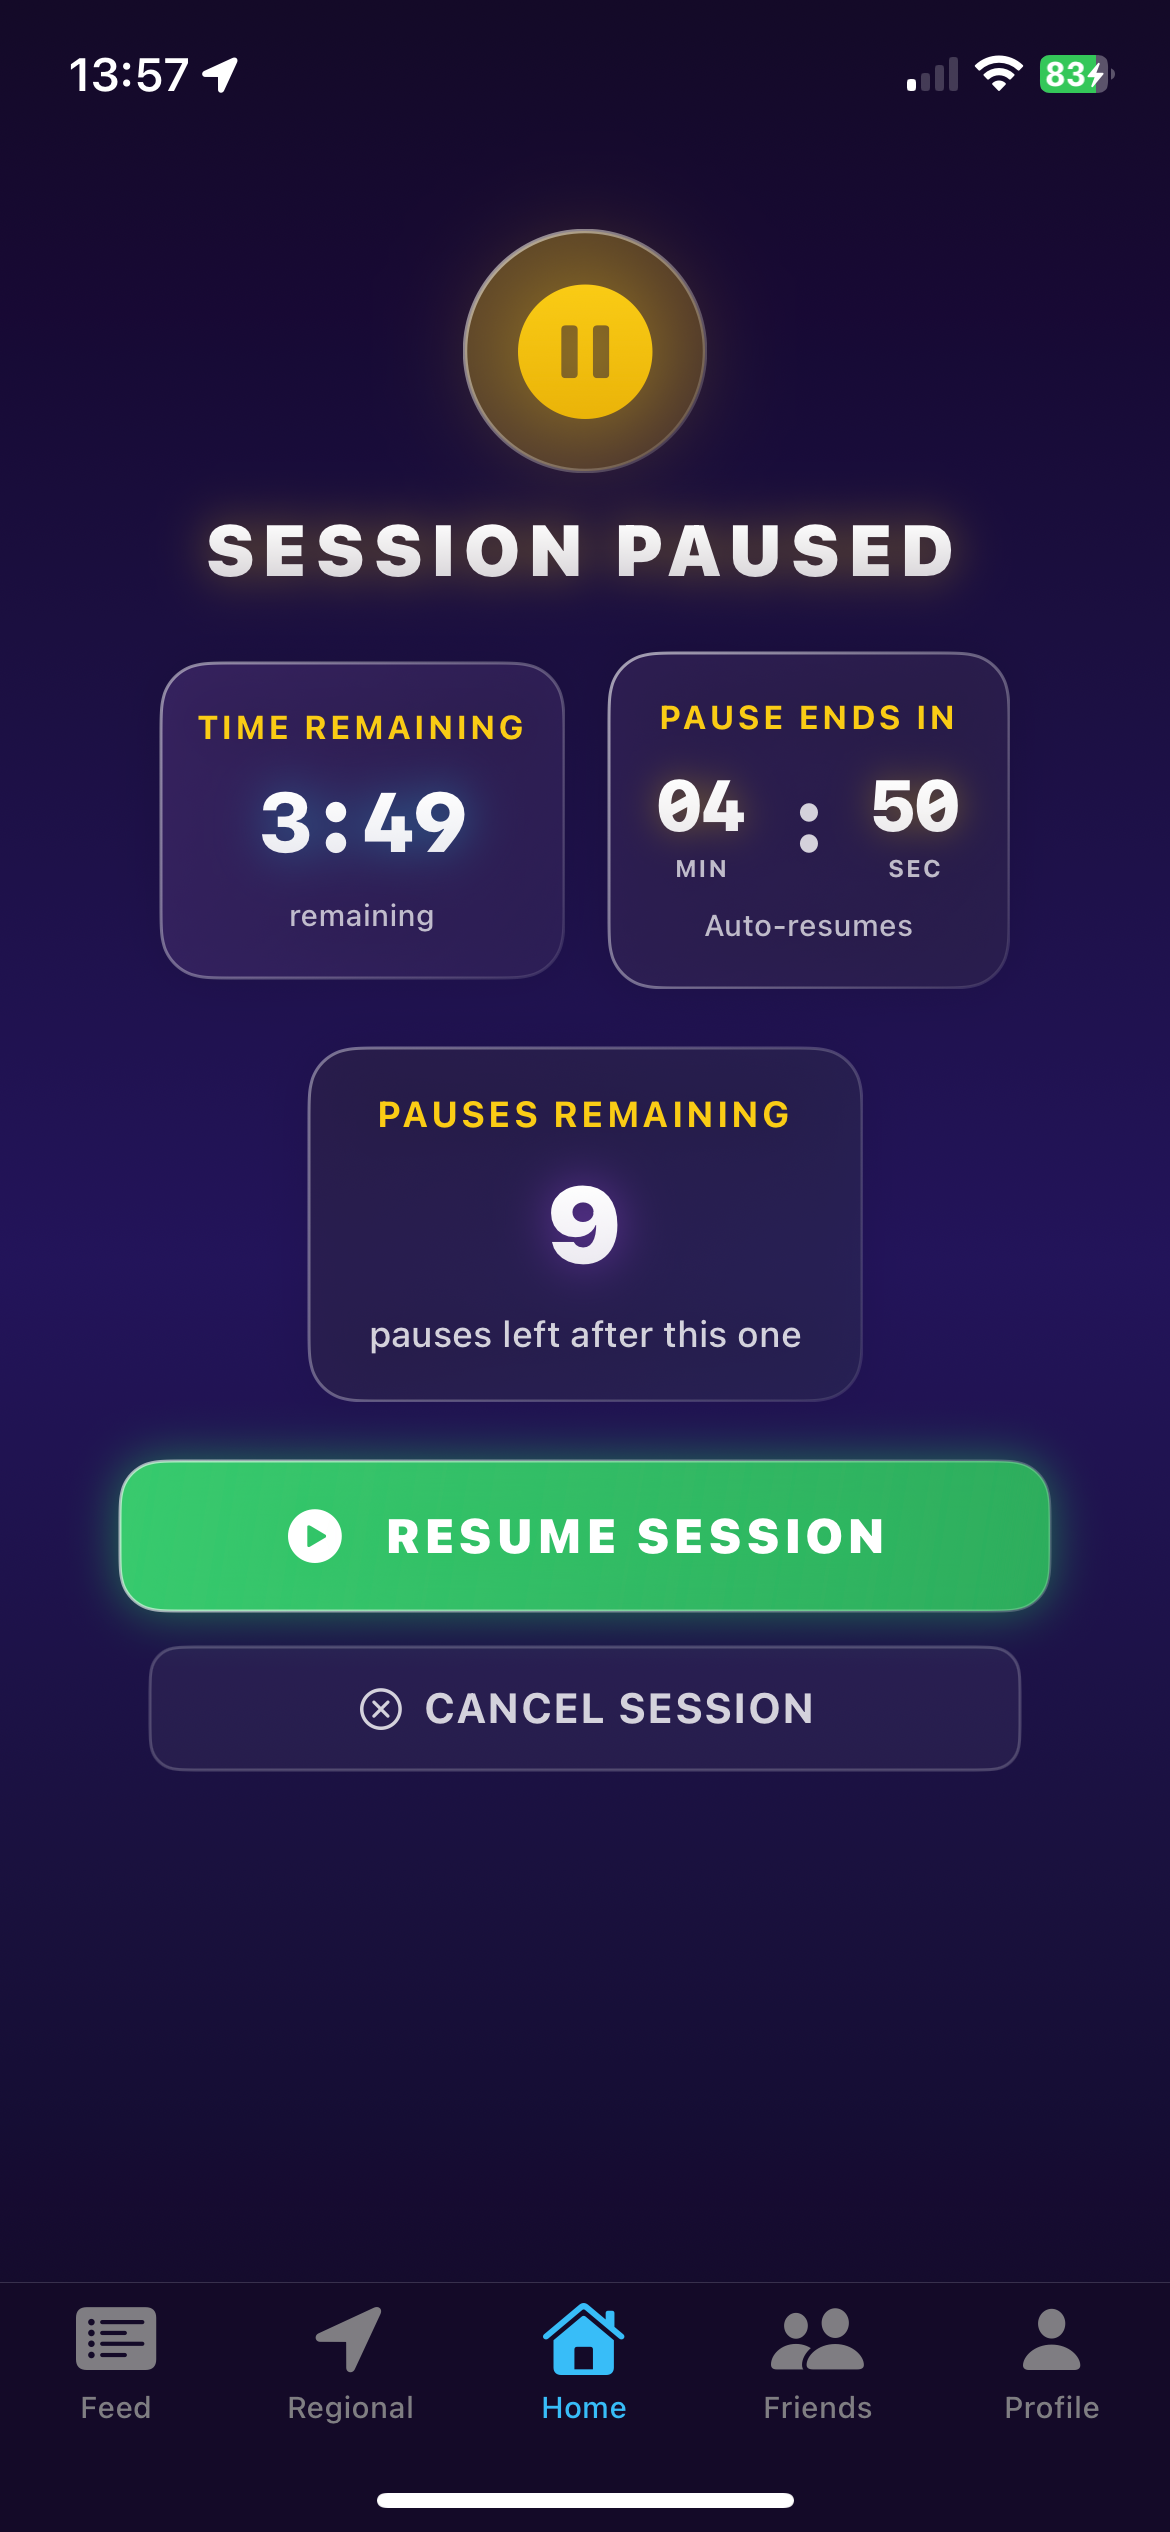 13:57
83
SESSION PAUSED
TIME REMAINING
3:49
remaining
PAUSE ENDS IN
04 : 50
MIN SEC
Auto-resumes
PAUSES REMAINING
9
pauses left after this one
RESUME SESSION
CANCEL SESSION
Feed Regional Home Friends Profile